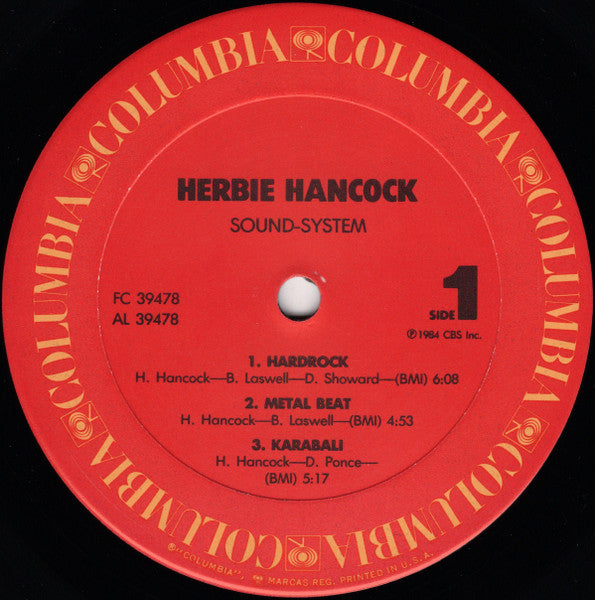 COLUMBIA COLUMBIA COLUMBIA COLUMBIA COLUMBIA COLUMBIA
HERBIE HANCOCK
SOUND-SYSTEM
FC 39478
AL 39478
SIDE 1
℗1984 CBS Inc.
1. HARDROCK
H. Hancock—B. Laswell—D. Showard—(BMI) 6:08
2. METAL BEAT
H. Hancock—B. Laswell—(BMI) 4:53
3. KARABALI
H. Hancock—D. Ponce—
(BMI) 5:17
®"COLUMBIA", MARCAS REG. PRINTED IN U.S.A.